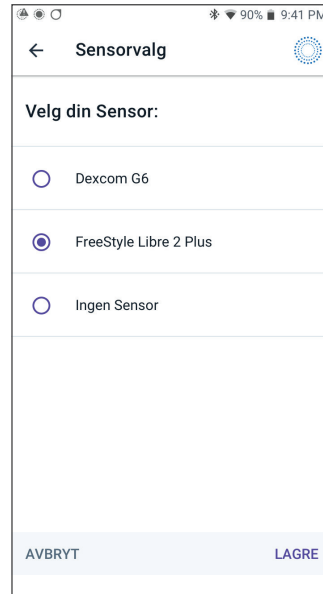 90% 9:41 PM
Sensorvalg
Velg din Sensor:
Dexcom G6
FreeStyle Libre 2 Plus
Ingen Sensor
AVBRYT LAGRE